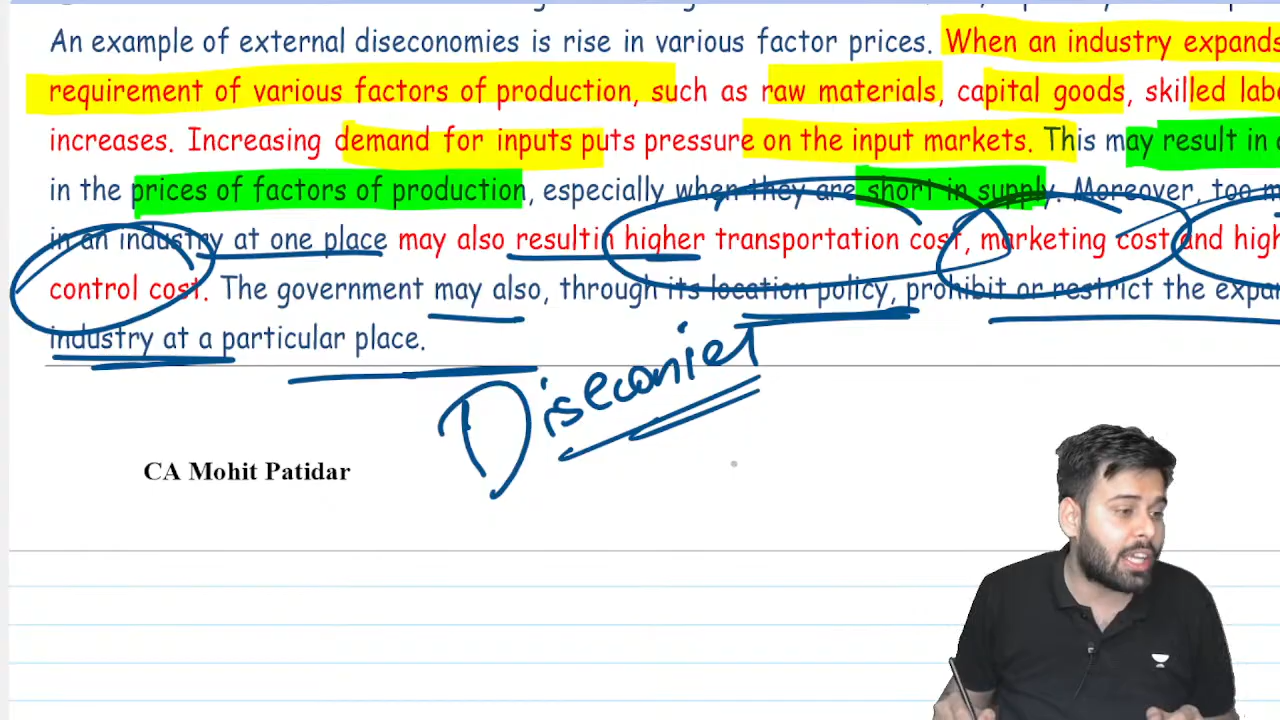 An example of external diseconomies is rise in various factor prices. When an industry expands
requirement of various factors of production, such as raw materials, capital goods, skilled labo
increases. Increasing demand for inputs puts pressure on the input markets. This may result in
in the prices of factors of production, especially when they are short in supply. Moreover, too m
in an industry at one place may also resultin higher transportation cost, marketing cost and high
control cost. The government may also, through its location policy, prohibit or restrict the expan
industry at a particular place.
Diseconies
CA Mohit Patidar